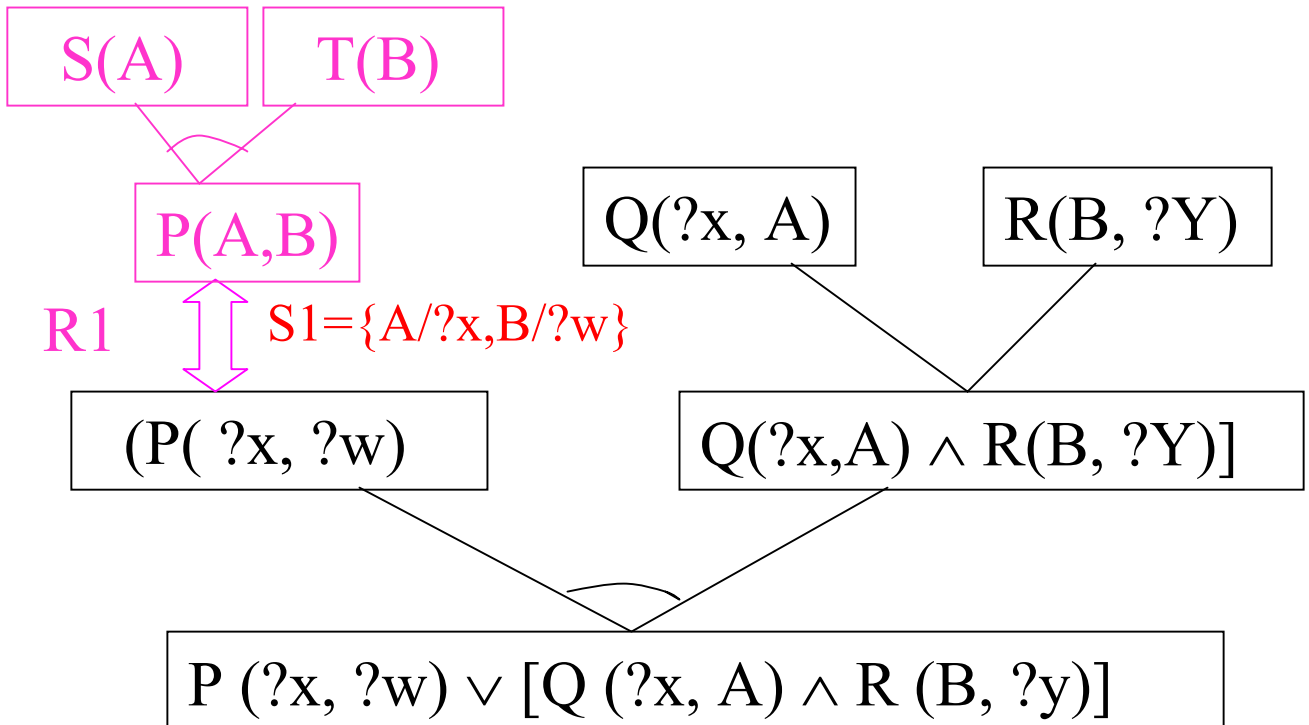 S(A) T(B)
P(A,B)
Q(?x, A) R(B, ?Y)
R1 S1={A/?x,B/?w}
(P( ?x, ?w)
Q(?x,A) ∧ R(B, ?Y)]
P (?x, ?w) ∨ [Q (?x, A) ∧ R (B, ?y)]